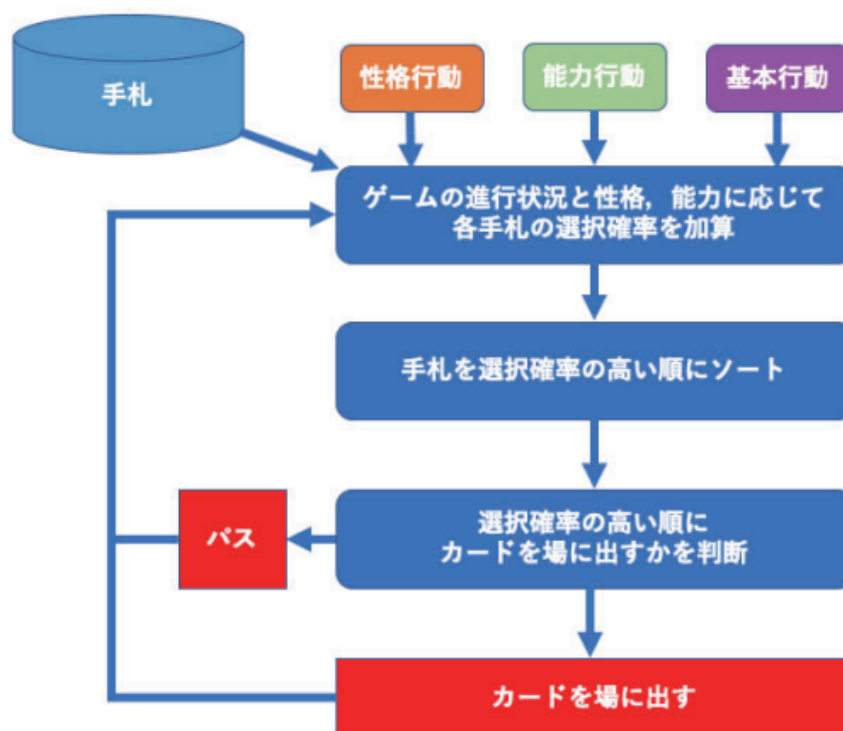 手札
性格行動
能力行動
基本行動
ゲームの進行状況と性格，能力に応じて
各手札の選択確率を加算
手札を選択確率の高い順にソート
選択確率の高い順に
カードを場に出すかを判断
パス
カードを場に出す